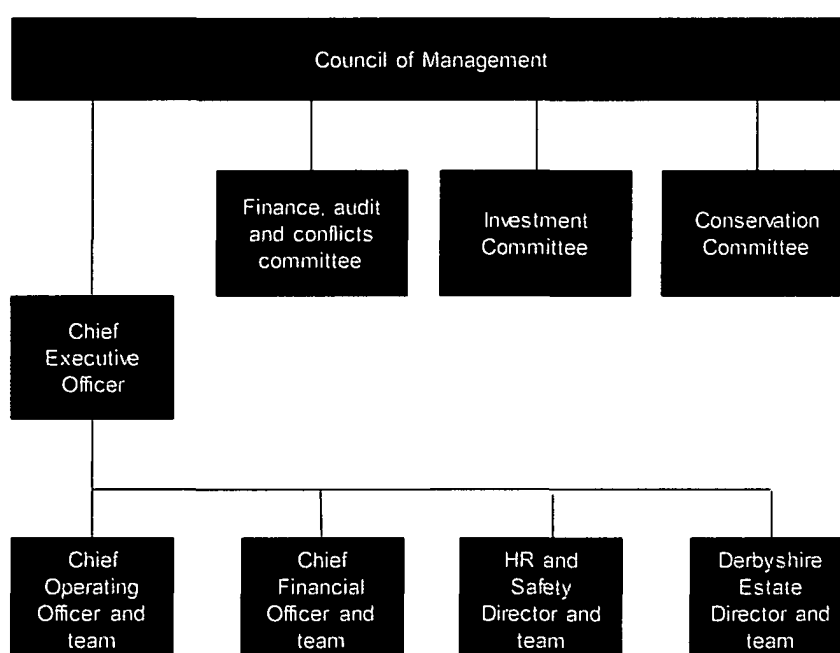 Council of Management
Finance, audit
and conflicts
committee
Investment
Committee
Conservation
Committee
Chief
Executive
Officer
Chief
Operating
Officer and
team
Chief
Financial
Officer and
team
HR and
Safety
Director and
team
Derbyshire
Estate
Director and
team